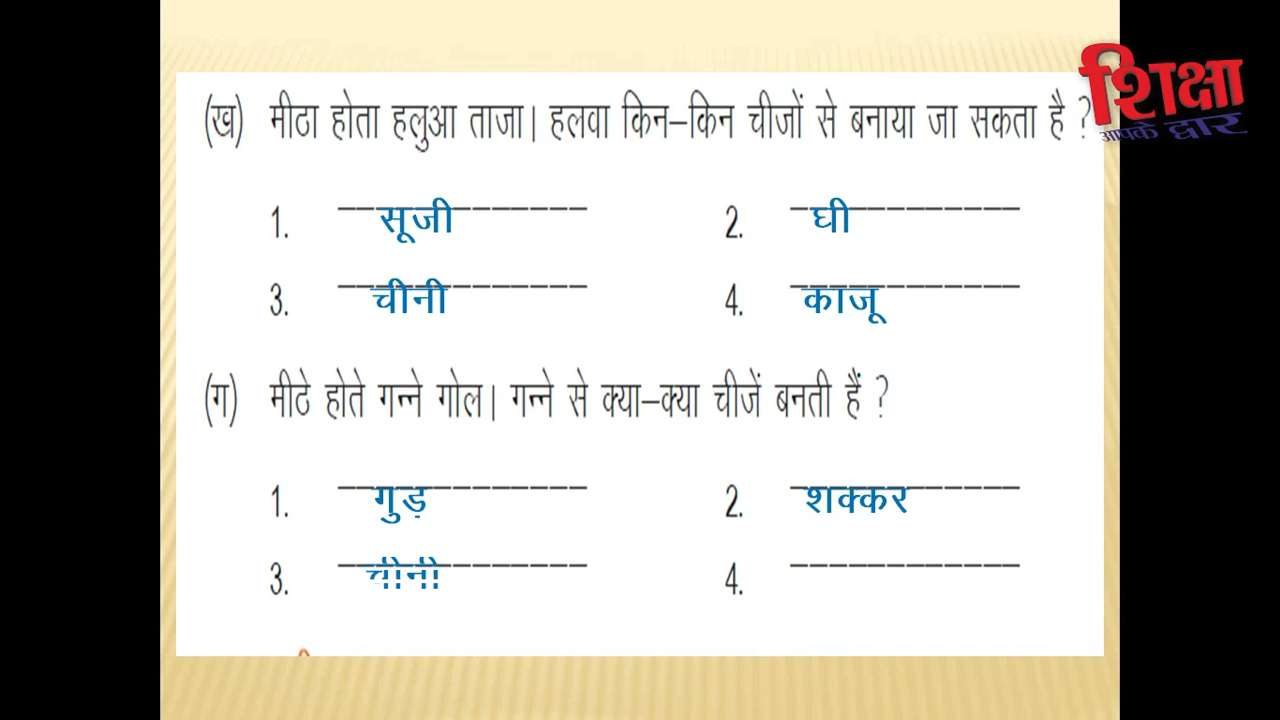 शिक्षा
आपके द्वार
(ख) मीठा होता हलुआ ताजा। हलवा किन–किन चीजों से बनाया जा सकता है ?
1. सूजी 2. घी
3. चीनी 4. काजू
(ग) मीठे होते गन्ने गोल। गन्ने से क्या–क्या चीजें बनती हैं ?
1. गुड़ 2. शक्कर
3. चीनी 4.